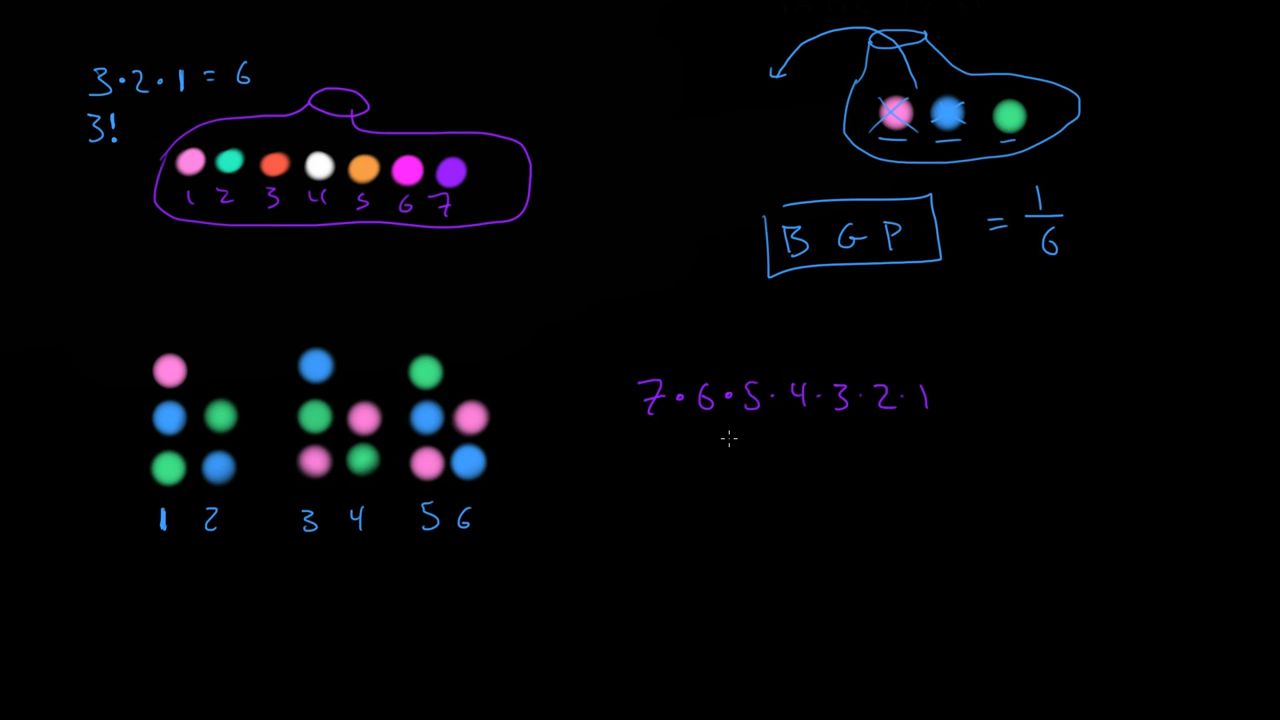 3·2·1 = 6
3!
1 2 3 4 5 6 7
B G P = 1/6
7·6·5·4·3·2·1
1 2 3 4 5 6